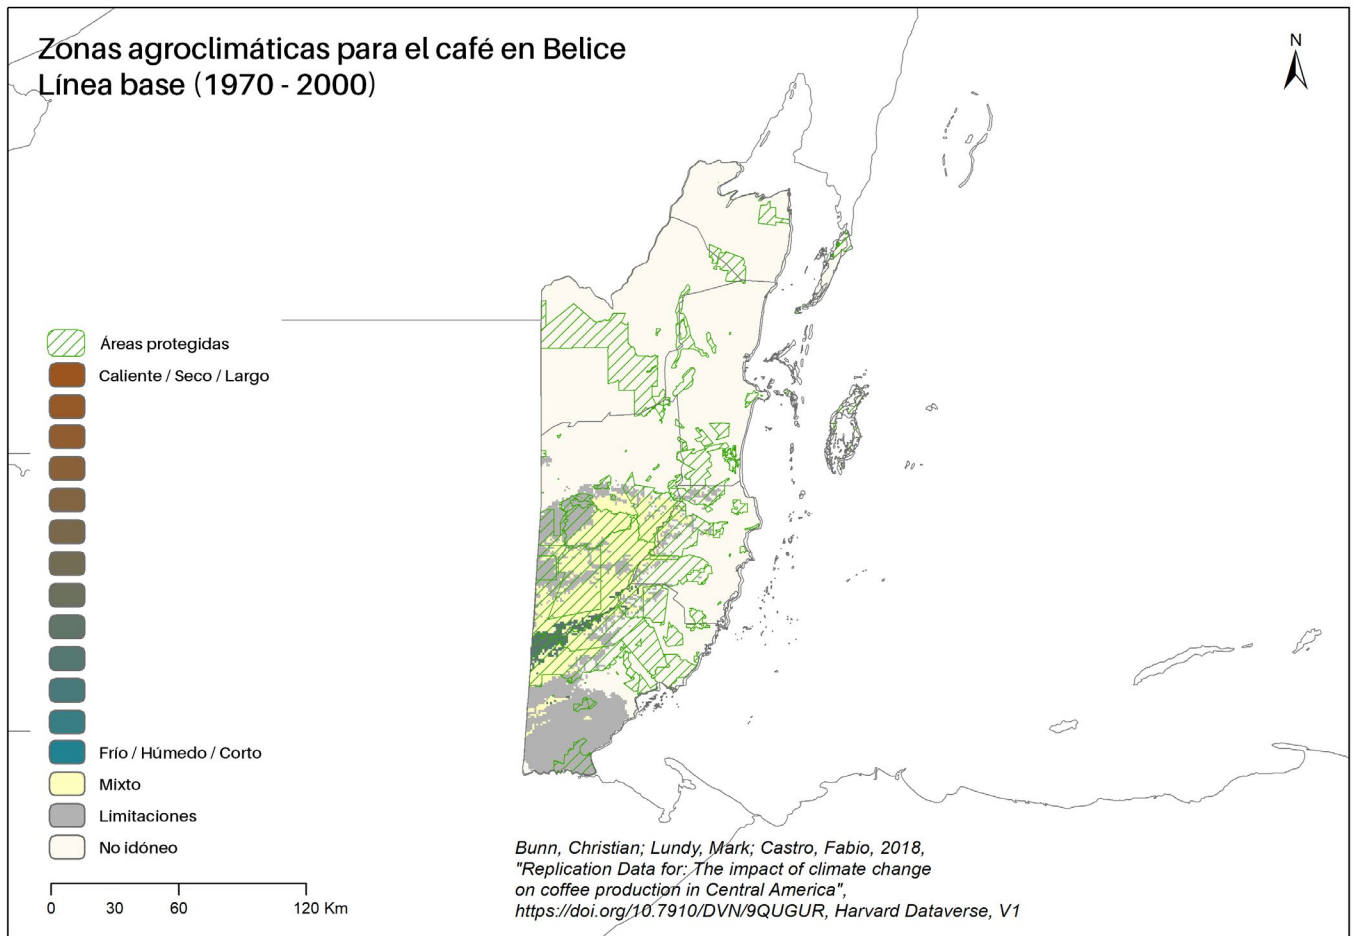 Zonas agroclimáticas para el café en Belice
Línea base (1970 - 2000)
N
Áreas protegidas
Caliente / Seco / Largo
Frío / Húmedo / Corto
Mixto
Limitaciones
No idóneo
0 30 60 120 Km
Bunn, Christian; Lundy, Mark; Castro, Fabio, 2018,
"Replication Data for: The impact of climate change
on coffee production in Central America",
https://doi.org/10.7910/DVN/9QUGUR, Harvard Dataverse, V1